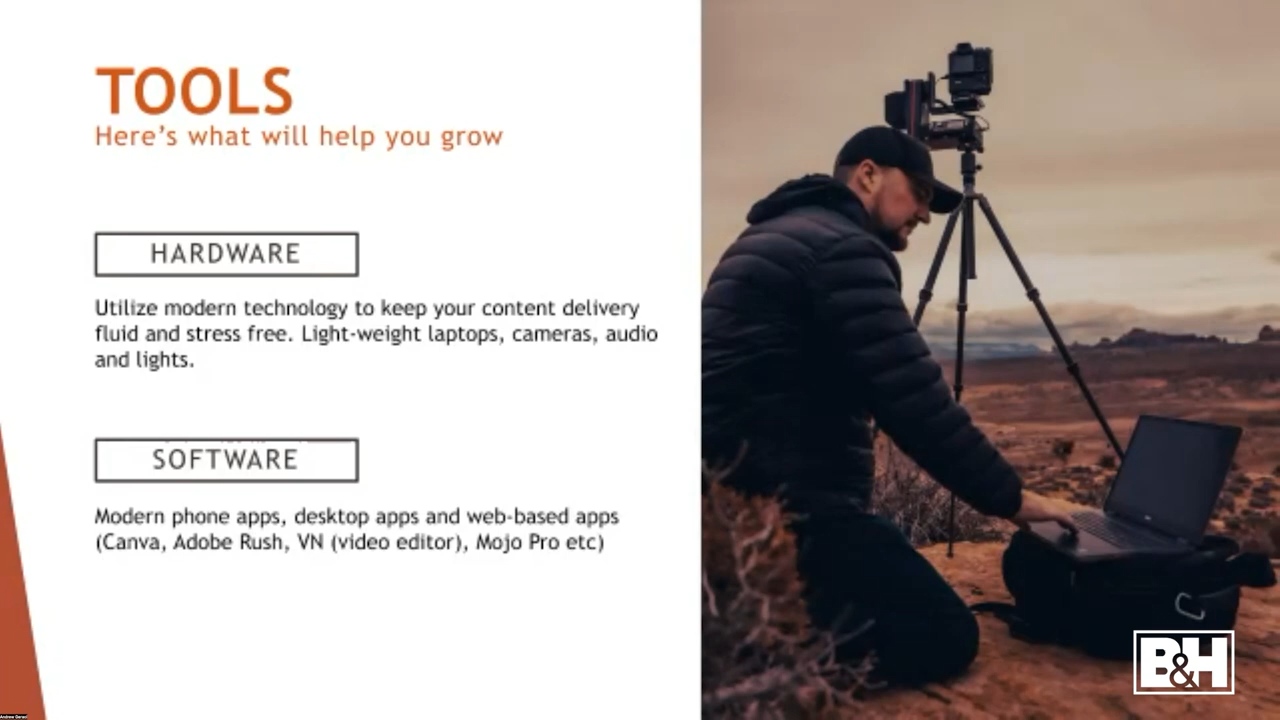 TOOLS
Here's what will help you grow
HARDWARE
Utilize modern technology to keep your content delivery
fluid and stress free. Light-weight laptops, cameras, audio
and lights.
SOFTWARE
Modern phone apps, desktop apps and web-based apps
(Canva, Adobe Rush, VN (video editor), Mojo Pro etc)
B&H